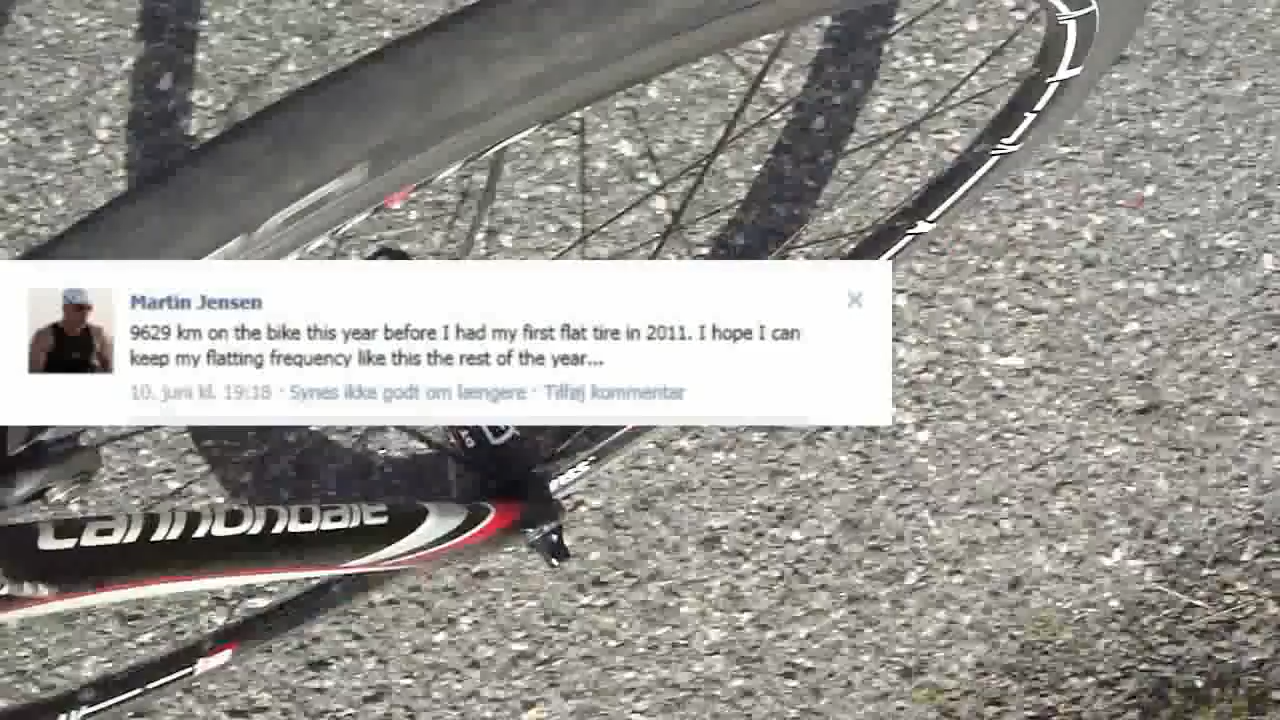 Martin Jensen
9629 km on the bike this year before I had my first flat tire in 2011. I hope I can
keep my flatting frequency like this the rest of the year...
10. juni kl. 19:18 · Synes ikke godt om længere · Tilføj kommentar
cannondale